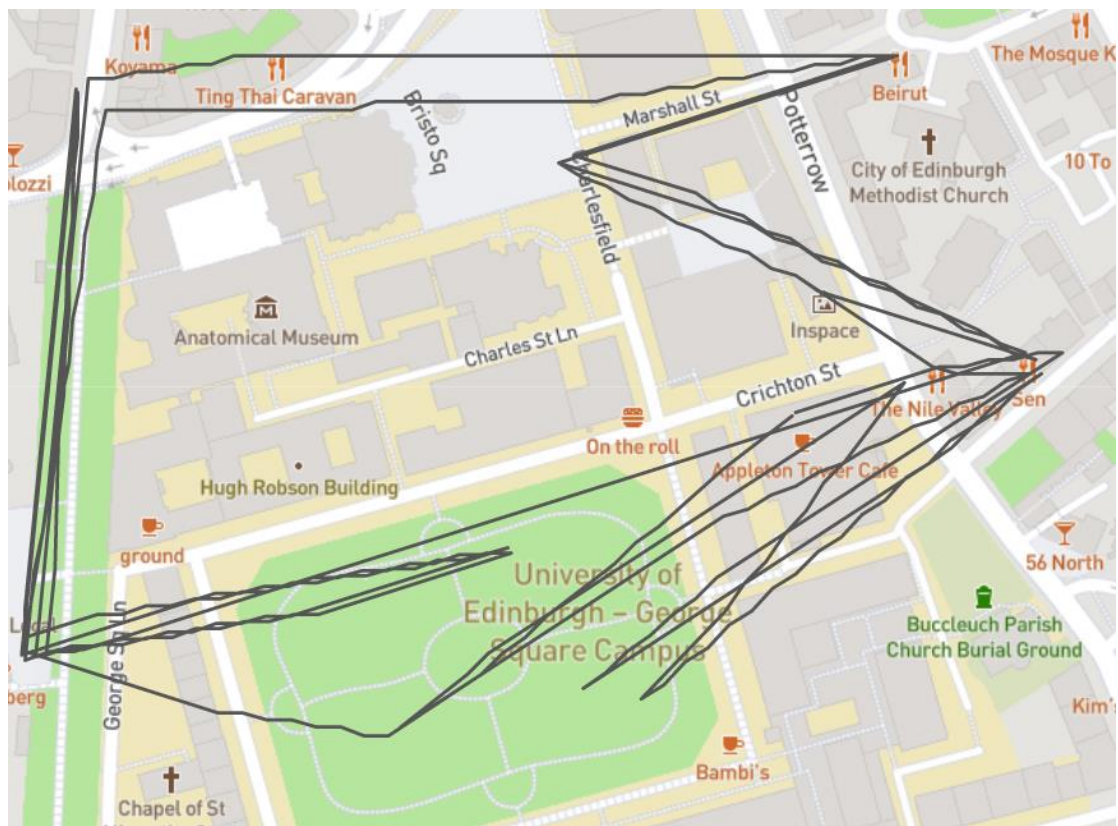 Koyama
Ting Thai Caravan
Bristo Sq
Marshall St
Potterrow
Beirut
The Mosque K
10 To
City of Edinburgh
Methodist Church
olozzi
Charlesfield
Anatomical Museum
Charles St Ln
Inspace
Crichton St
The Nile Valley
Sen
On the roll
Appleton Tower Cafe
Hugh Robson Building
ground
University of
Edinburgh – George
Square Campus
56 North
Buccleuch Parish
Church Burial Ground
Local
berg
George Sq Ln
Kim's
Bambi's
Chapel of St